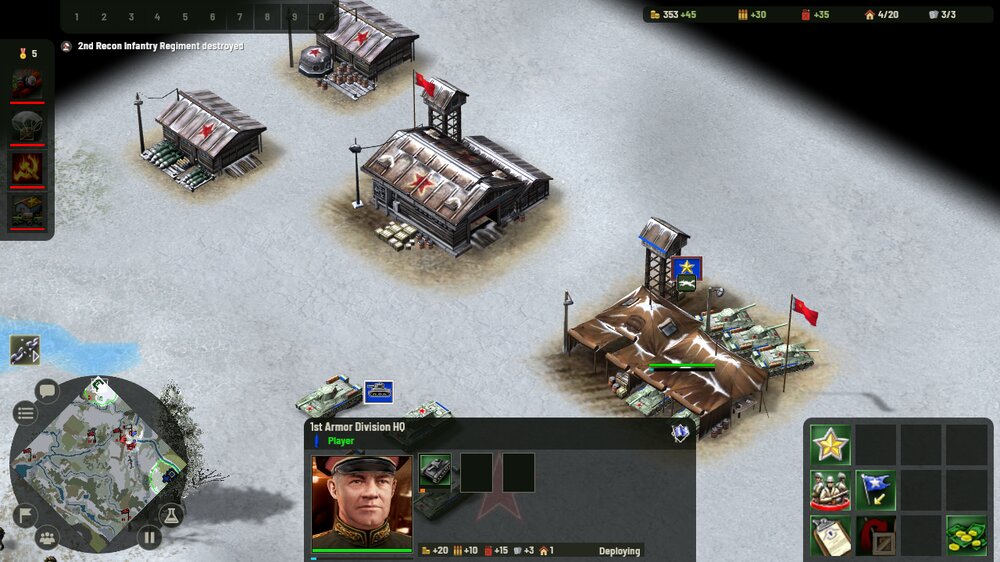 1 2 3 4 5 6 7 8 9 0
353 +45 +30 +35 4/20 3/3
2nd Recon Infantry Regiment destroyed
5
1st Armor Division HQ
Player
+20 +10 +15 +3 1 Deploying